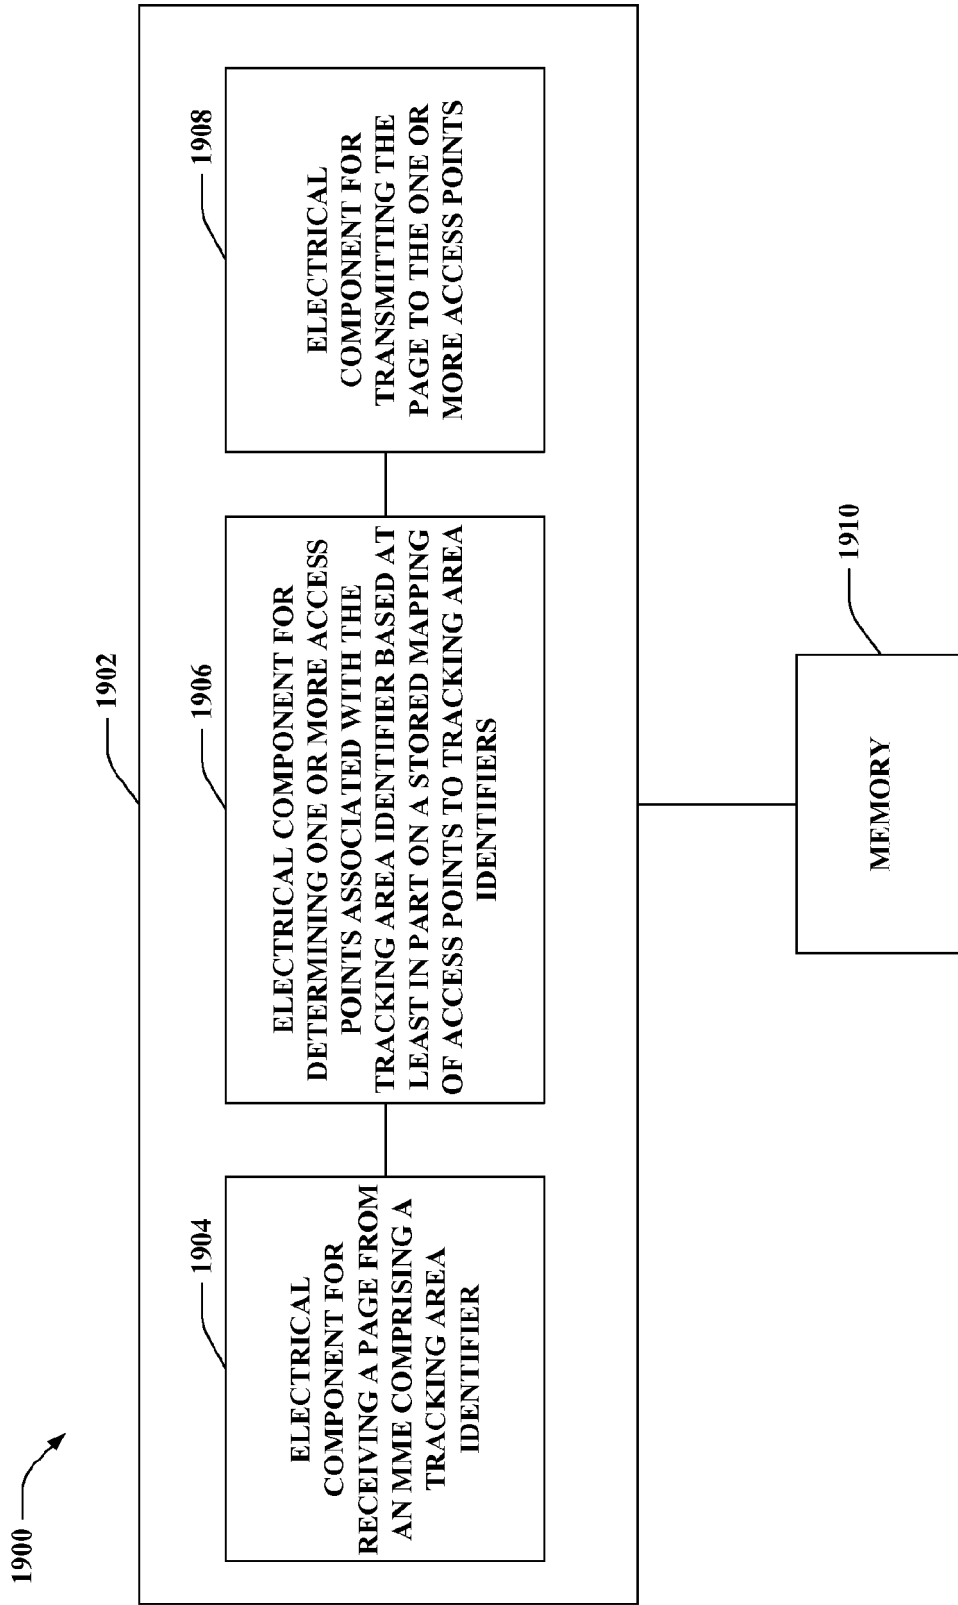 1900
1902
1904
ELECTRICAL
COMPONENT FOR
RECEIVING A PAGE FROM
AN MME COMPRISING A
TRACKING AREA
IDENTIFIER
1906
ELECTRICAL COMPONENT FOR
DETERMINING ONE OR MORE ACCESS
POINTS ASSOCIATED WITH THE
TRACKING AREA IDENTIFIER BASED AT
LEAST IN PART ON A STORED MAPPING
OF ACCESS POINTS TO TRACKING AREA
IDENTIFIERS
1908
ELECTRICAL
COMPONENT FOR
TRANSMITTING THE
PAGE TO THE ONE OR
MORE ACCESS POINTS
1910
MEMORY